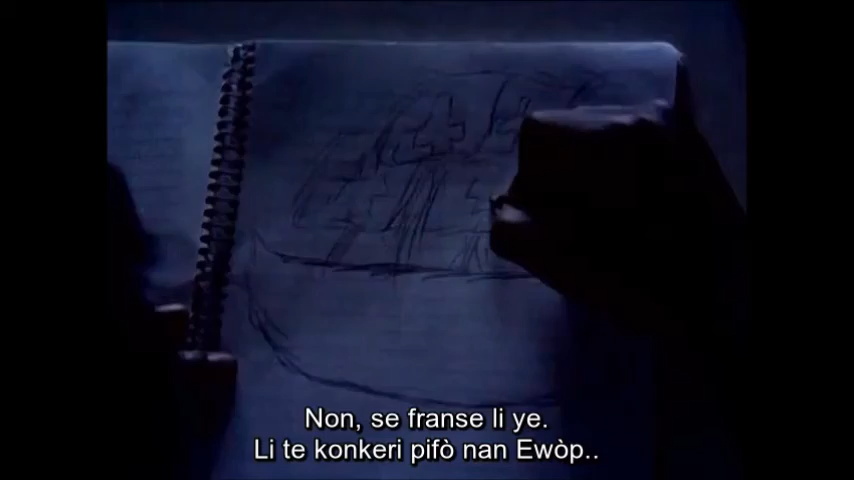 Non, se franse li ye.
Li te konkeri pifò nan Ewòp..